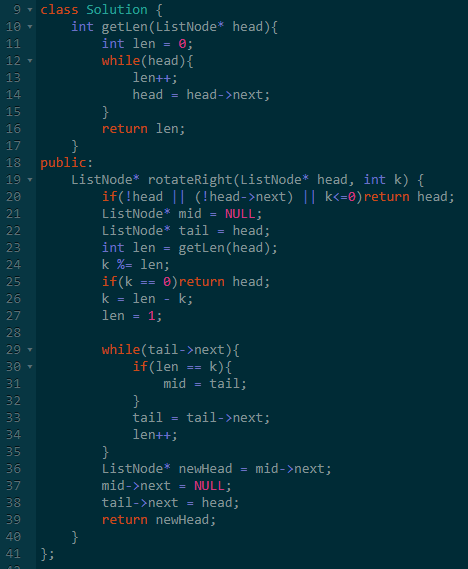 9 class Solution {
10     int getLen(ListNode* head){
11         int len = 0;
12         while(head){
13             len++;
14             head = head->next;
15         }
16         return len;
17     }
18 public:
19     ListNode* rotateRight(ListNode* head, int k) {
20         if(!head || (!head->next) || k<=0)return head;
21         ListNode* mid = NULL;
22         ListNode* tail = head;
23         int len = getLen(head);
24         k %= len;
25         if(k == 0)return head;
26         k = len - k;
27         len = 1;
28
29         while(tail->next){
30             if(len == k){
31                 mid = tail;
32             }
33             tail = tail->next;
34             len++;
35         }
36         ListNode* newHead = mid->next;
37         mid->next = NULL;
38         tail->next = head;
39         return newHead;
40     }
41 };